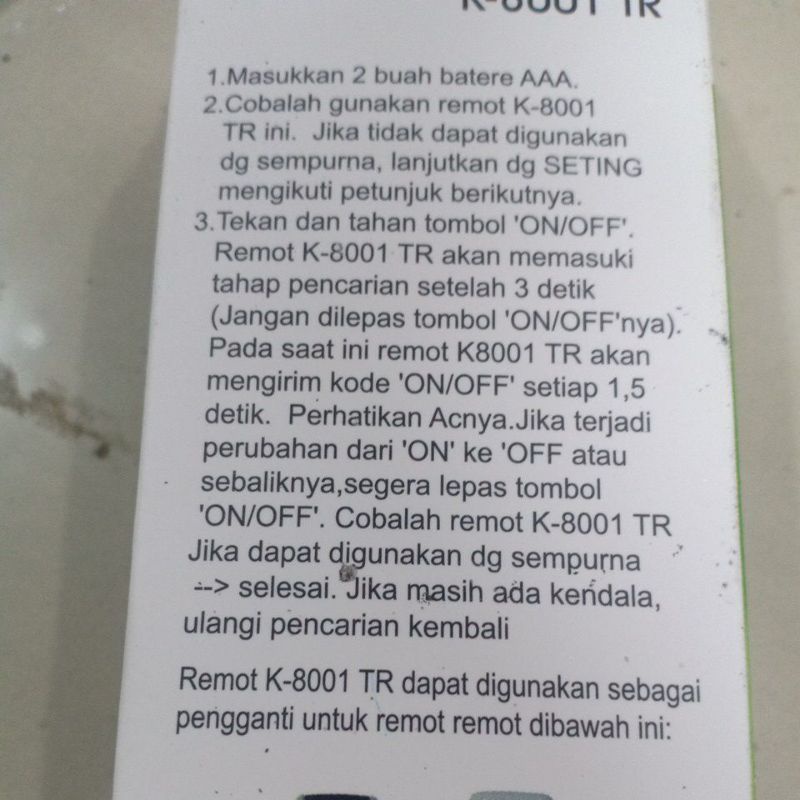 K-8001 TR
1.Masukkan 2 buah batere AAA.
2.Cobalah gunakan remot K-8001
TR ini. Jika tidak dapat digunakan
dg sempurna, lanjutkan dg SETING
mengikuti petunjuk berikutnya.
3.Tekan dan tahan tombol 'ON/OFF'.
Remot K-8001 TR akan memasuki
tahap pencarian setelah 3 detik
(Jangan dilepas tombol 'ON/OFF'nya).
Pada saat ini remot K8001 TR akan
mengirim kode 'ON/OFF' setiap 1,5
detik. Perhatikan Acnya.Jika terjadi
perubahan dari 'ON' ke 'OFF atau
sebaliknya,segera lepas tombol
'ON/OFF'. Cobalah remot K-8001 TR
Jika dapat digunakan dg sempurna
--> selesai. Jika masih ada kendala,
ulangi pencarian kembali
Remot K-8001 TR dapat digunakan sebagai
pengganti untuk remot remot dibawah ini: